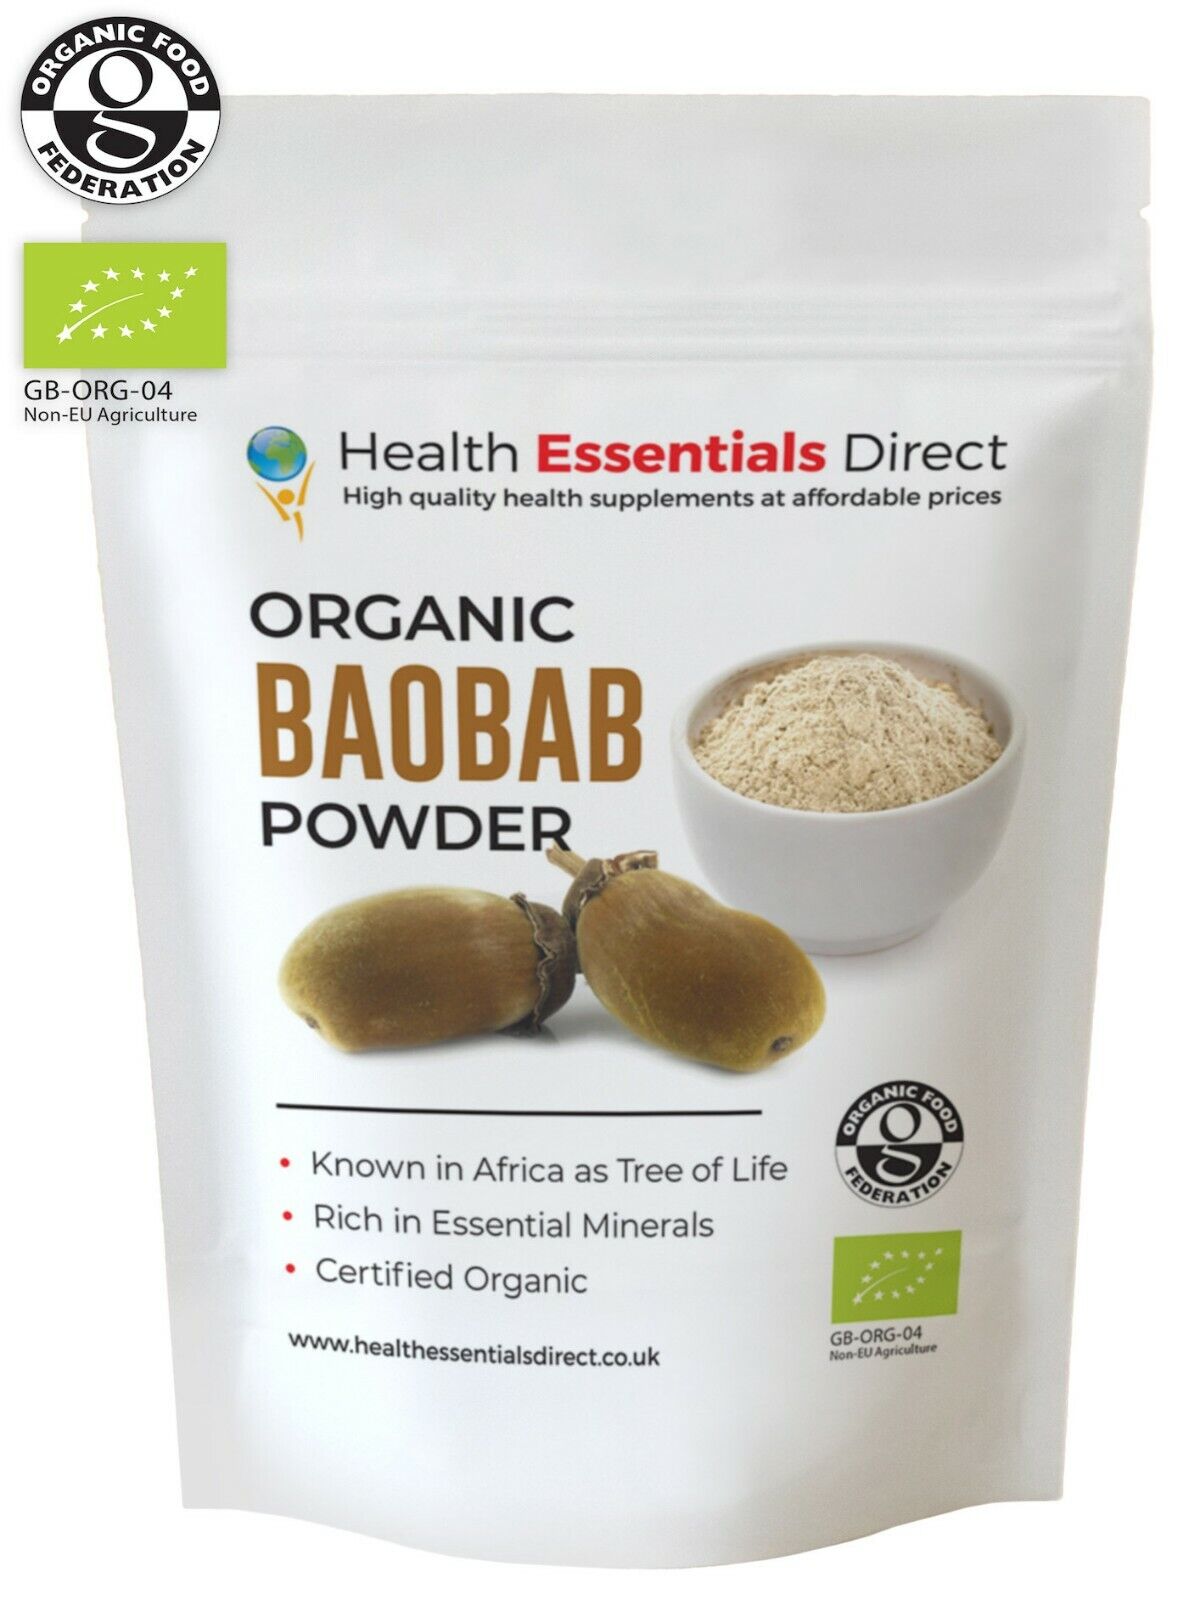 ORGANIC FOOD
FEDERATION
GB-ORG-04
Non-EU Agriculture
Health Essentials Direct
High quality health supplements at affordable prices
ORGANIC
BAOBAB
POWDER
• Known in Africa as Tree of Life
• Rich in Essential Minerals
• Certified Organic
www.healthessentialsdirect.co.uk
ORGANIC FOOD
FEDERATION
GB-ORG-04
Non-EU Agriculture